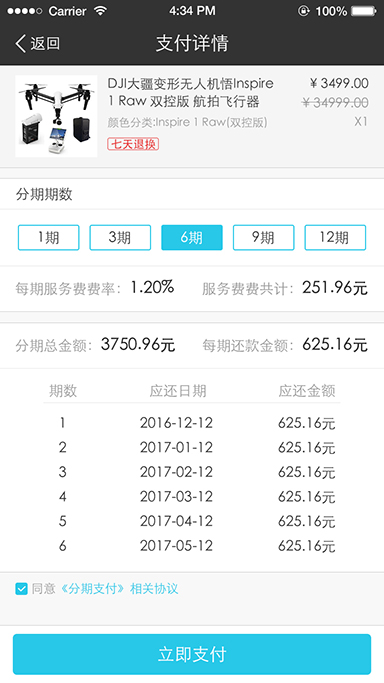 Carrier 4:34 PM 100%
返回 支付详情
DJI大疆变形无人机悟Inspire ¥ 3499.00
1 Raw 双控版 航拍飞行器 ¥ 34999.00
颜色分类:Inspire 1 Raw(双控版) X1
七天退换
分期期数
1期 3期 6期 9期 12期
每期服务费费率: 1.20% 服务费费共计: 251.96元
分期总金额: 3750.96元 每期还款金额: 625.16元
期数 应还日期 应还金额
1 2016-12-12 625.16元
2 2017-01-12 625.16元
3 2017-02-12 625.16元
4 2017-03-12 625.16元
5 2017-04-12 625.16元
6 2017-05-12 625.16元
同意《分期支付》相关协议
立即支付